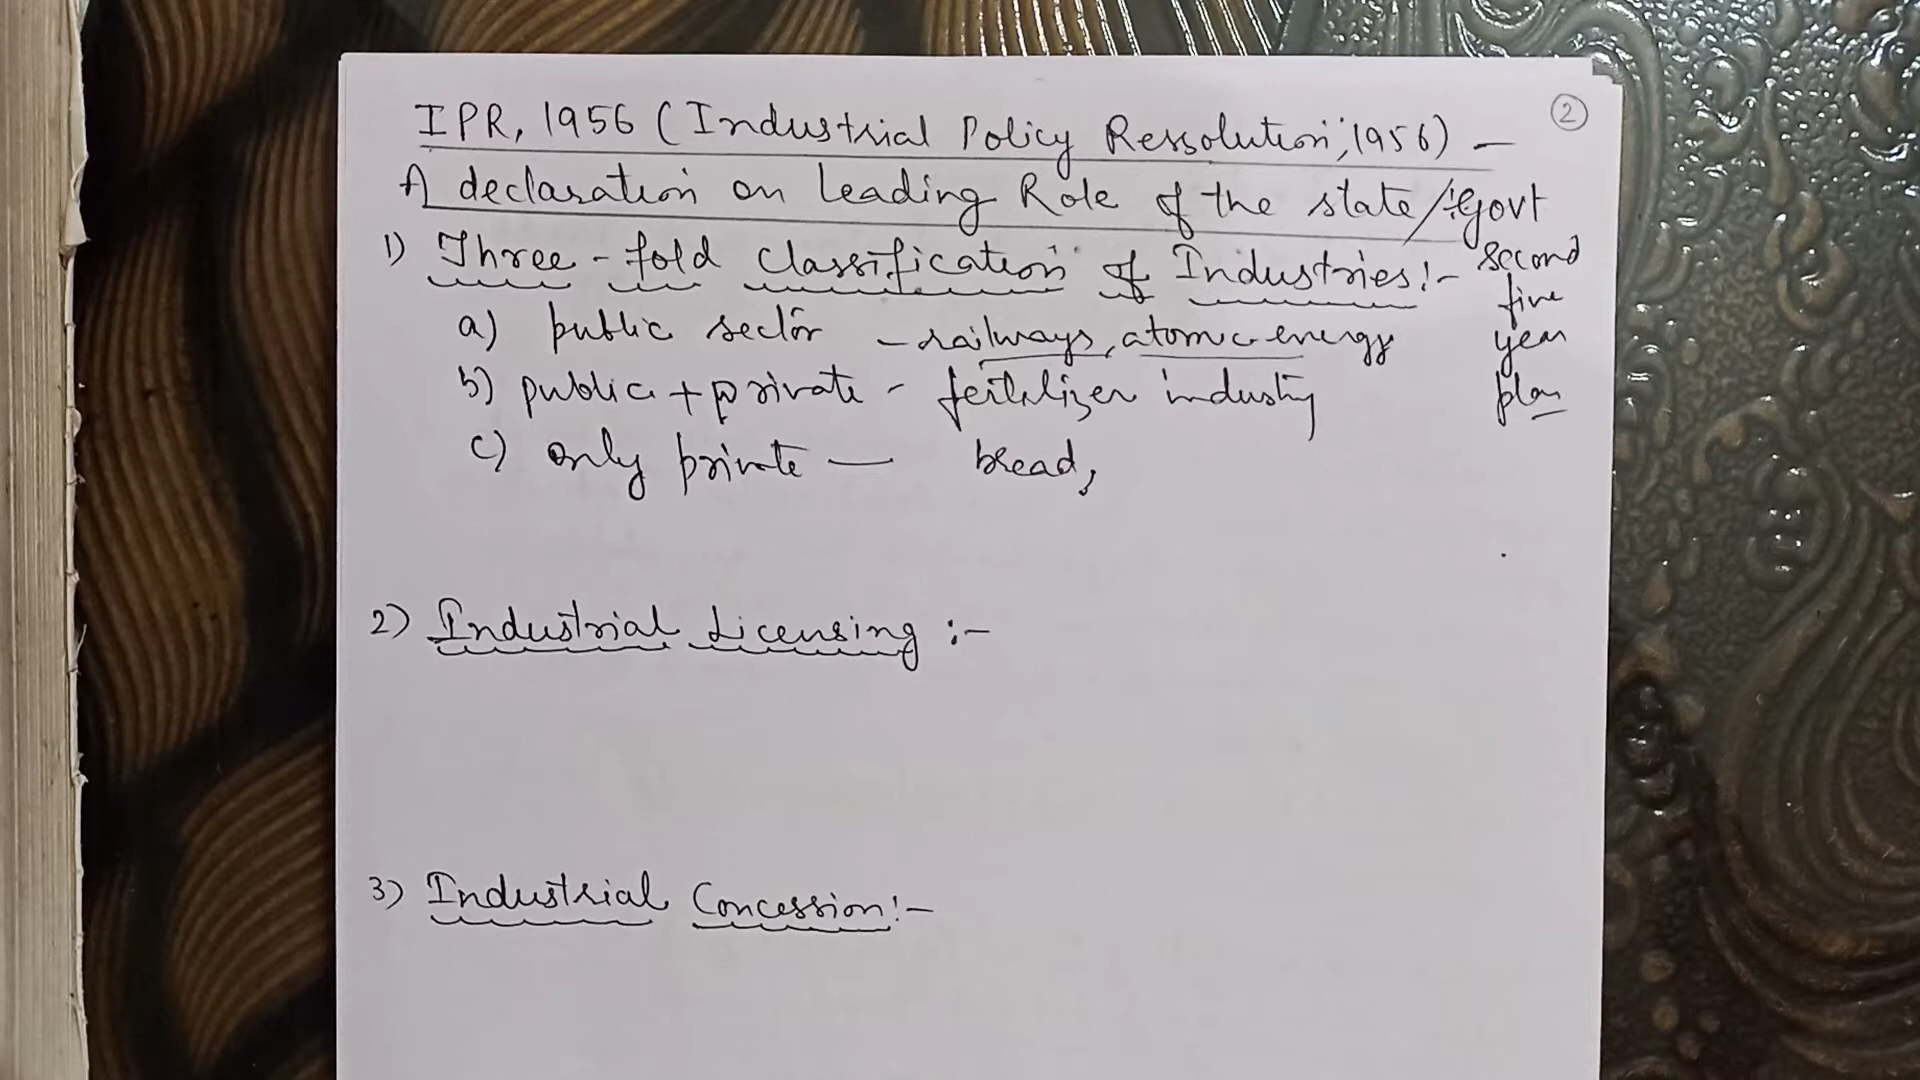 2
IPR, 1956 (Industrial Policy Ressolution, 1956) -
A declaration on Leading Role of the state/Govt
1) Three-fold classification of Industries:-
second
five
year
plan
a) public sector - railways, atomic energy
b) public + private - fertilizer industry
c) only private - bread,
2) Industrial Licensing :-
3) Industrial Concession:-